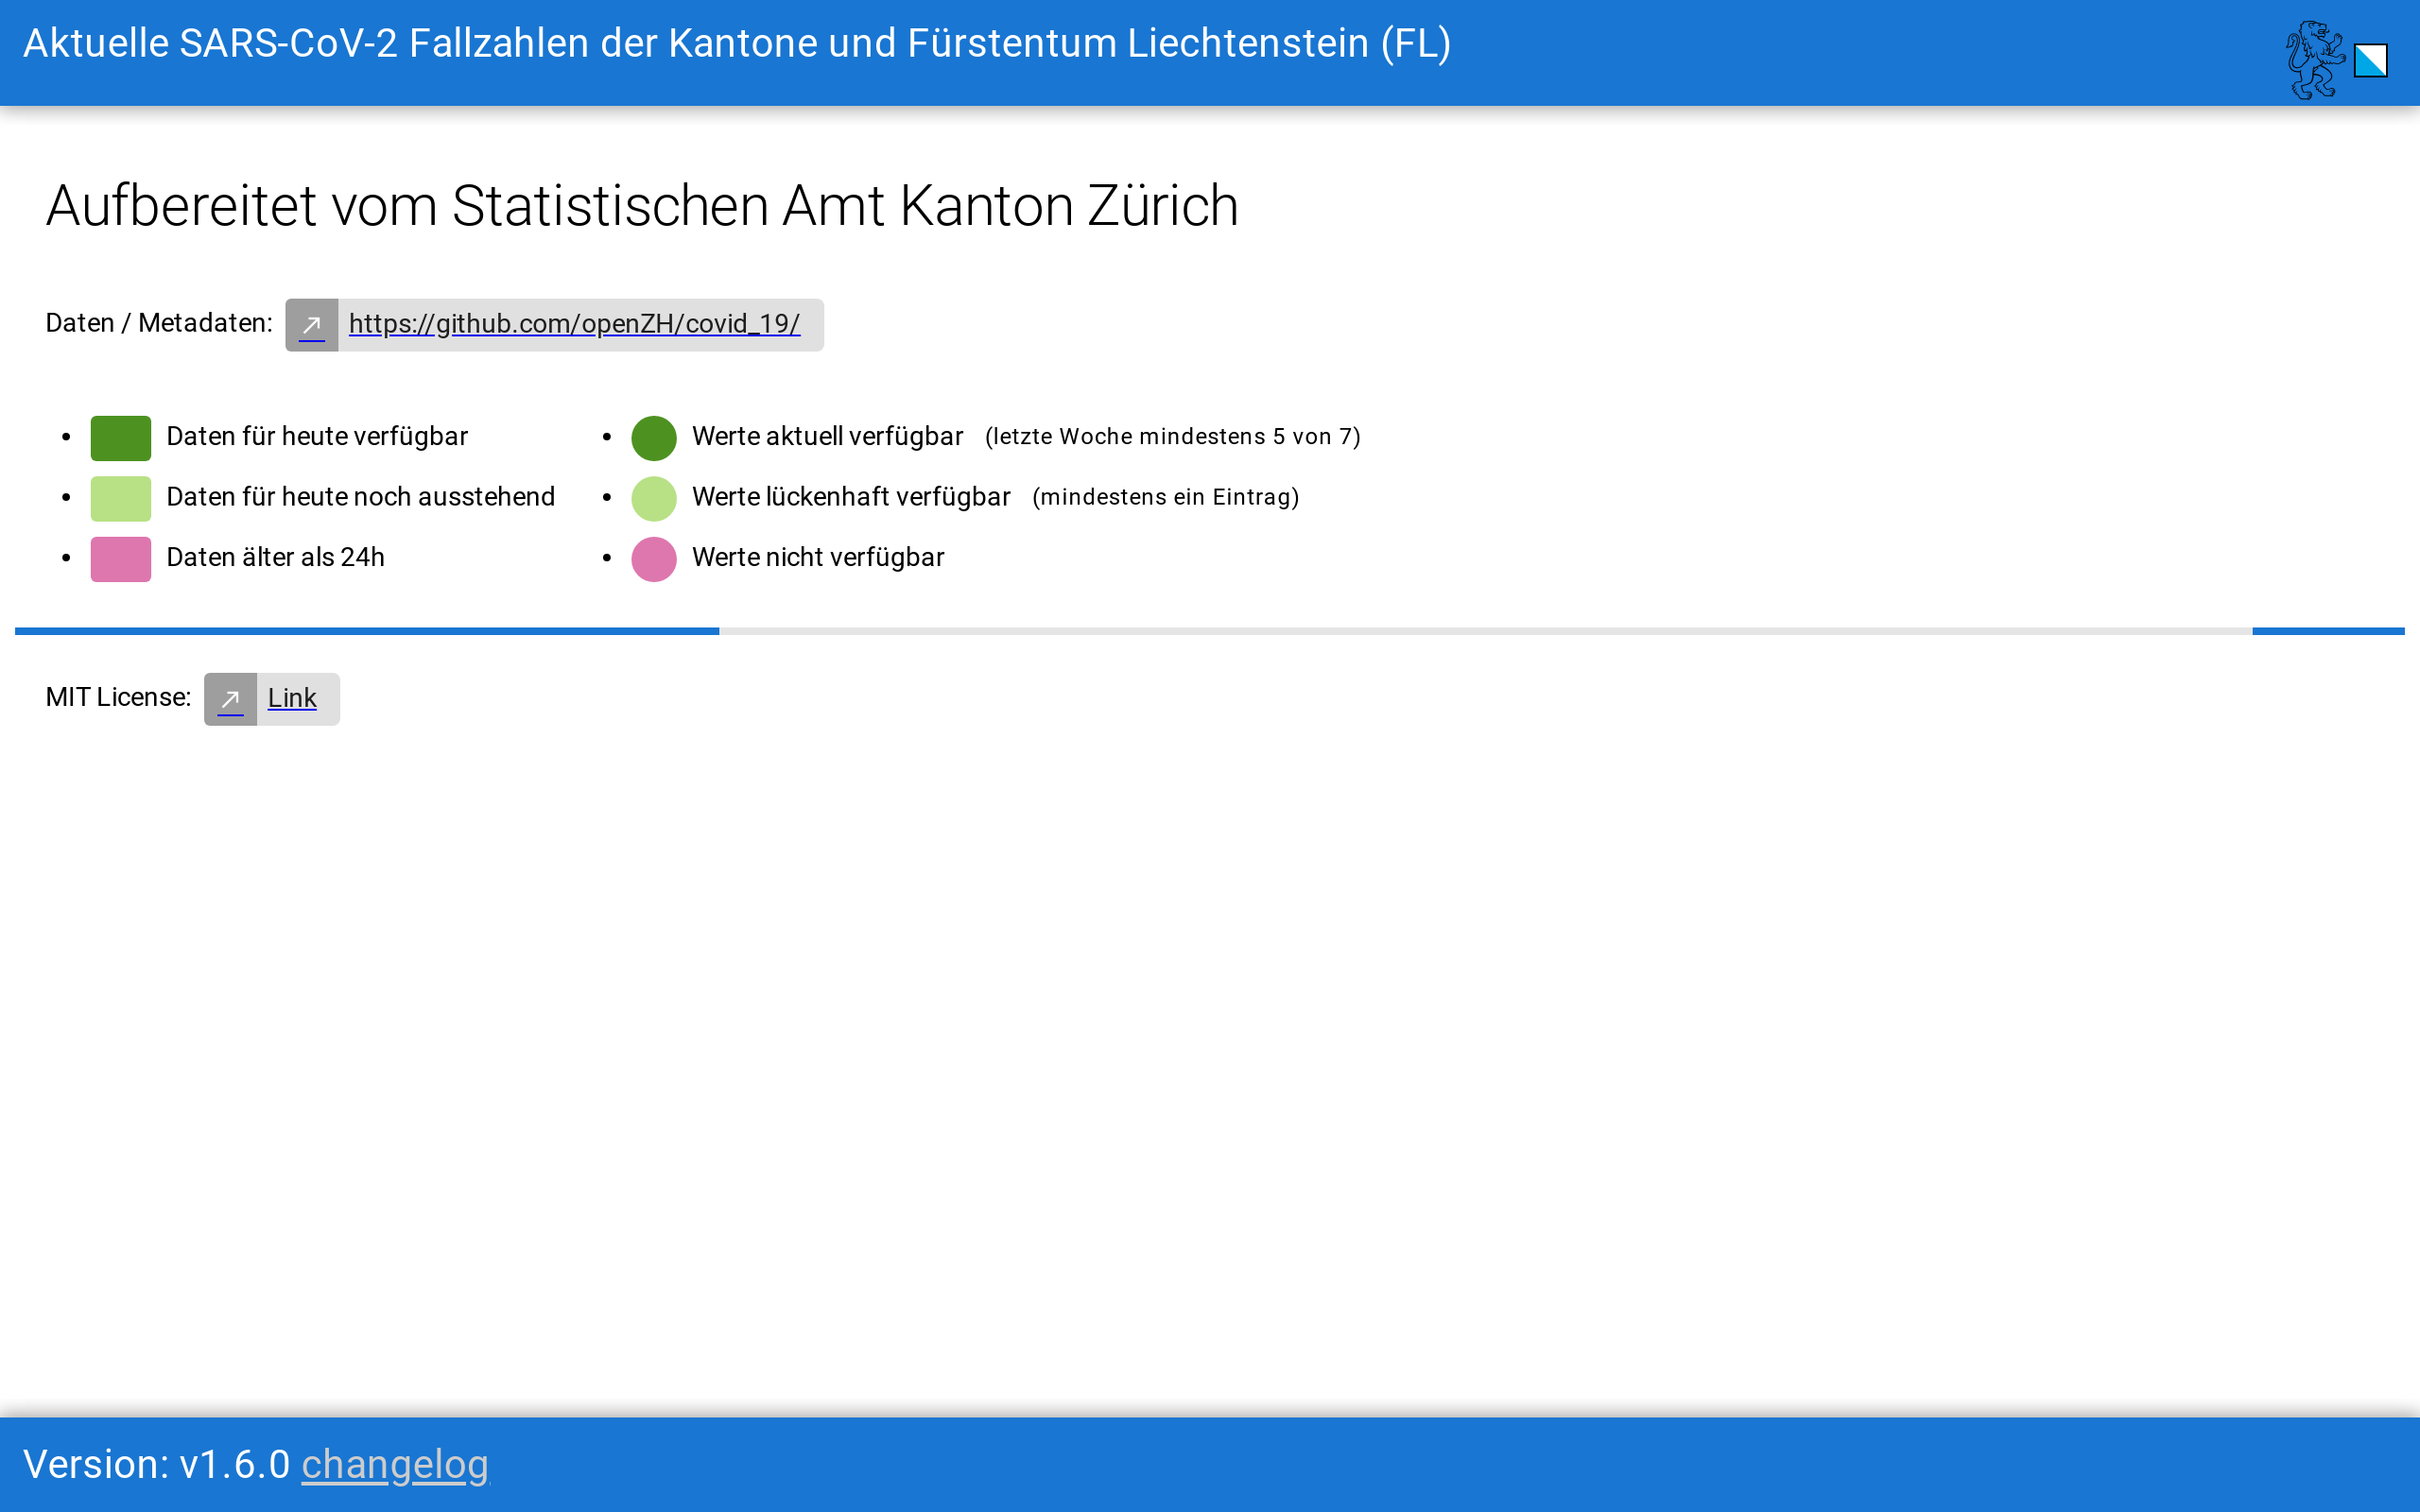 Aktuelle SARS-CoV-2 Fallzahlen der Kantone und Fürstentum Liechtenstein (FL)
Aufbereitet vom Statistischen Amt Kanton Zürich
Daten / Metadaten: https://github.com/openZH/covid_19/
Daten für heute verfügbar
Daten für heute noch ausstehend
Daten älter als 24h
Werte aktuell verfügbar (letzte Woche mindestens 5 von 7)
Werte lückenhaft verfügbar (mindestens ein Eintrag)
Werte nicht verfügbar
MIT License: Link
Version: v1.6.0 changelog